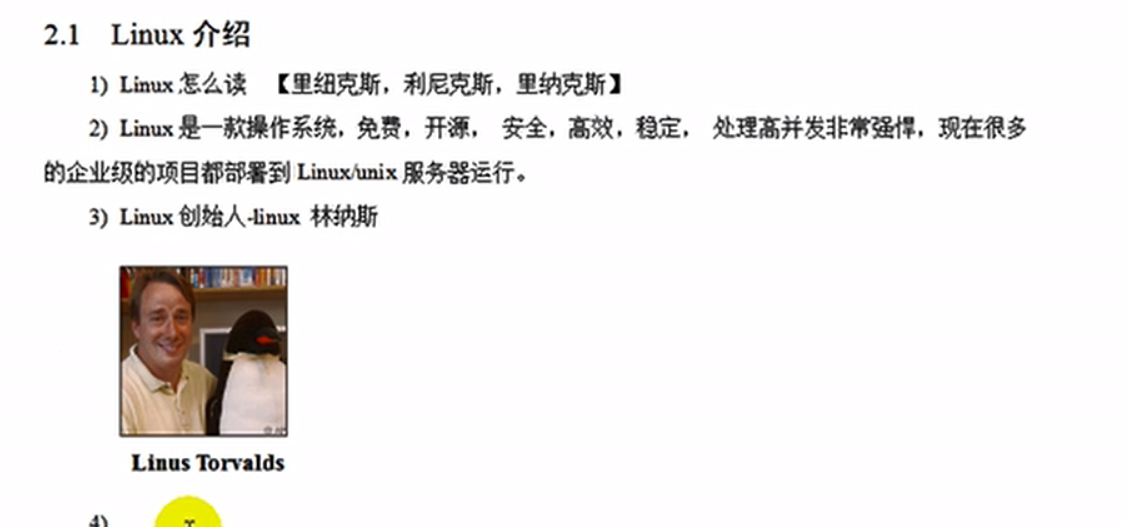 2.1 Linux 介绍
1) Linux 怎么读 【里纽克斯，利尼克斯，里纳克斯】
2) Linux 是一款操作系统，免费，开源， 安全，高效，稳定， 处理高并发非常强悍，现在很多
的企业级的项目都部署到 Linux/unix 服务器运行。
3) Linux 创始人-linux 林纳斯
Linus Torvalds
4)